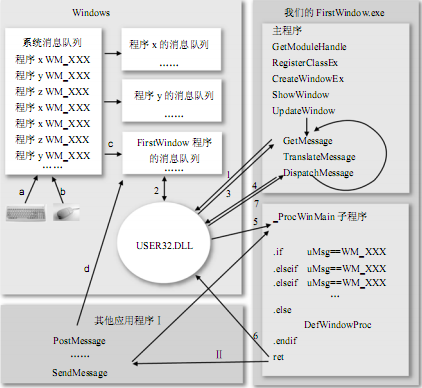 Windows
系统消息队列
程序 x WM_XXX
程序 y WM_XXX
程序 z WM_XXX
程序 x WM_XXX
程序 x WM_XXX
程序 z WM_XXX
程序 y WM_XXX
……
a
b
c
d
程序 x 的消息队列
……
程序 y 的消息队列
……
FirstWindow 程序
的消息队列
……
2
USER32.DLL
1
3
4
7
5
6
II
其他应用程序 I
PostMessage
……
SendMessage
我们的 FirstWindow.exe
主程序
GetModuleHandle
RegisterClassEx
CreateWindowEx
ShowWindow
UpdateWindow
GetMessage
TranslateMessage
DispatchMessage
_ProcWinMain 子程序
.if uMsg==WM_XXX
.elseif uMsg==WM_XXX
.elseif uMsg==WM_XXX
…
.else
DefWindowProc
.endif
ret